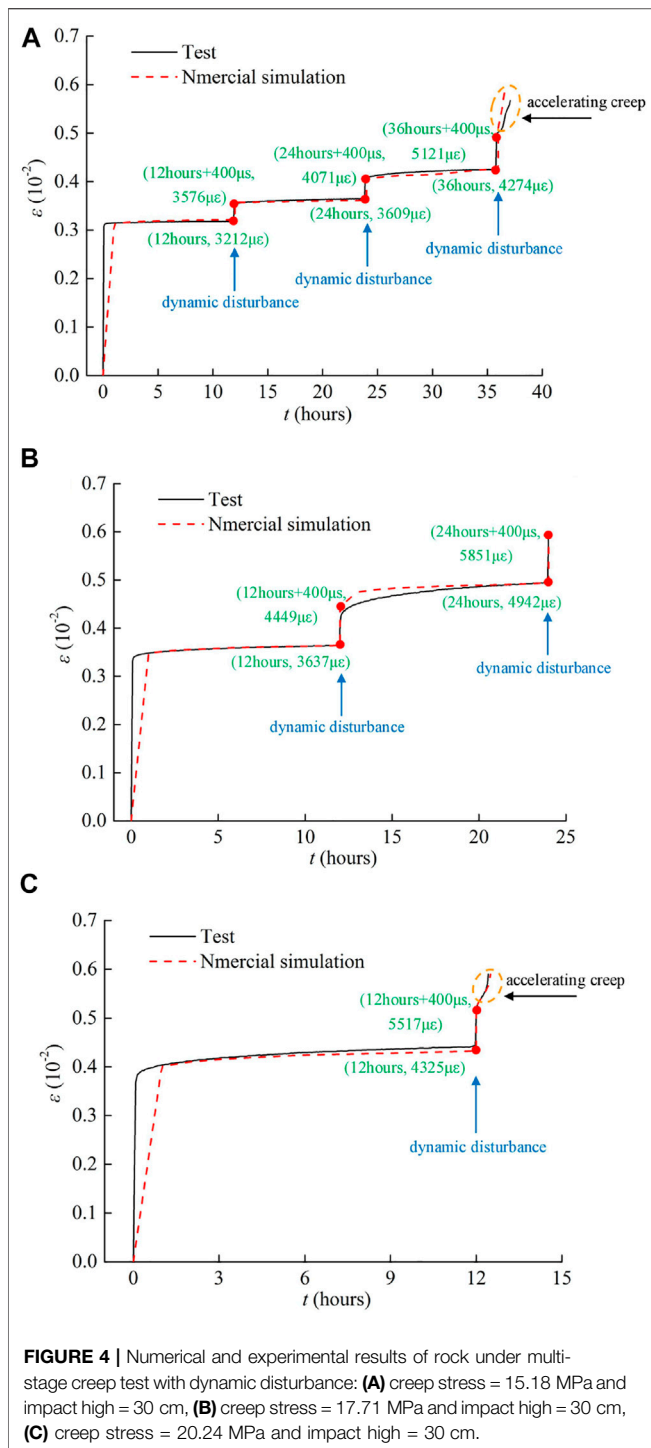 A
0.7
0.6
0.5
0.4
0.3
0.2
0.1
0.0
ε (10⁻²)
Test
Nmercial simulation
accelerating creep
(36hours+400μs,
5121με)
(24hours+400μs,
4071με)
(12hours+400μs,
3576με)
(36hours, 4274με)
(24hours, 3609με)
(12hours, 3212με)
dynamic disturbance
dynamic disturbance
dynamic disturbance
0 5 10 15 20 25 30 35 40
t (hours)
B
0.7
0.6
0.5
0.4
0.3
0.2
0.1
0.0
ε (10⁻²)
Test
Nmercial simulation
(24hours+400μs,
5851με)
(12hours+400μs,
4449με)
(24hours, 4942με)
(12hours, 3637με)
dynamic disturbance
dynamic disturbance
0 5 10 15 20 25
t (hours)
C
0.7
0.6
0.5
0.4
0.3
0.2
0.1
0.0
ε (10⁻²)
Test
Nmercial simulation
accelerating creep
(12hours+400μs,
5517με)
(12hours, 4325με)
dynamic disturbance
0 3 6 9 12 15
t (hours)
FIGURE 4 | Numerical and experimental results of rock under multi-
stage creep test with dynamic disturbance: (A) creep stress = 15.18 MPa and
impact high = 30 cm, (B) creep stress = 17.71 MPa and impact high = 30 cm,
(C) creep stress = 20.24 MPa and impact high = 30 cm.